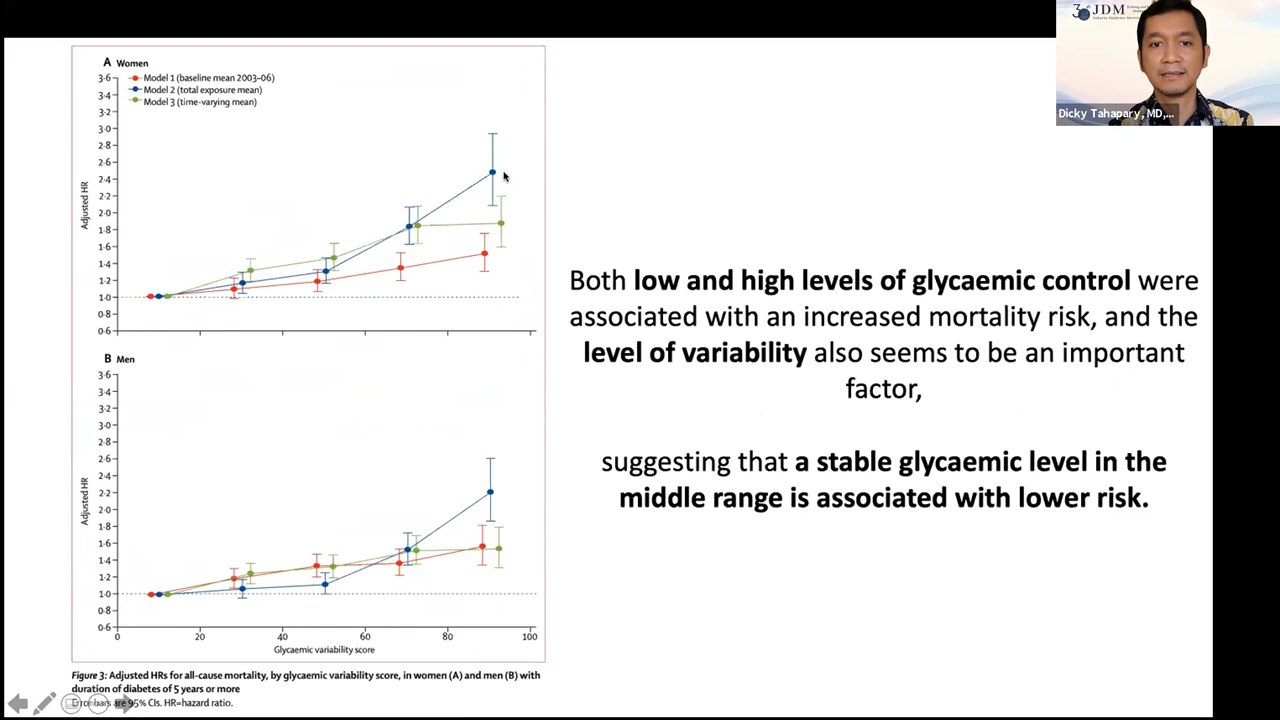 A Women
Model 1 (baseline mean 2003–06)
Model 2 (total exposure mean)
Model 3 (time-varying mean)
3·6
3·4
3·2
3·0
2·8
2·6
2·4
2·2
2·0
1·8
1·6
1·4
1·2
1·0
0·8
0·6
Adjusted HR
B Men
3·6
3·4
3·2
3·0
2·8
2·6
2·4
2·2
2·0
1·8
1·6
1·4
1·2
1·0
0·8
0·6
Adjusted HR
0 20 40 60 80 100
Glycaemic variability score
Figure 3: Adjusted HRs for all-cause mortality, by glycaemic variability score, in women (A) and men (B) with
duration of diabetes of 5 years or more
Error bars are 95% CIs. HR=hazard ratio.
Both low and high levels of glycaemic control were
associated with an increased mortality risk, and the
level of variability also seems to be an important
factor,
suggesting that a stable glycaemic level in the
middle range is associated with lower risk.
JDM
Dicky Tahapary, MD,...